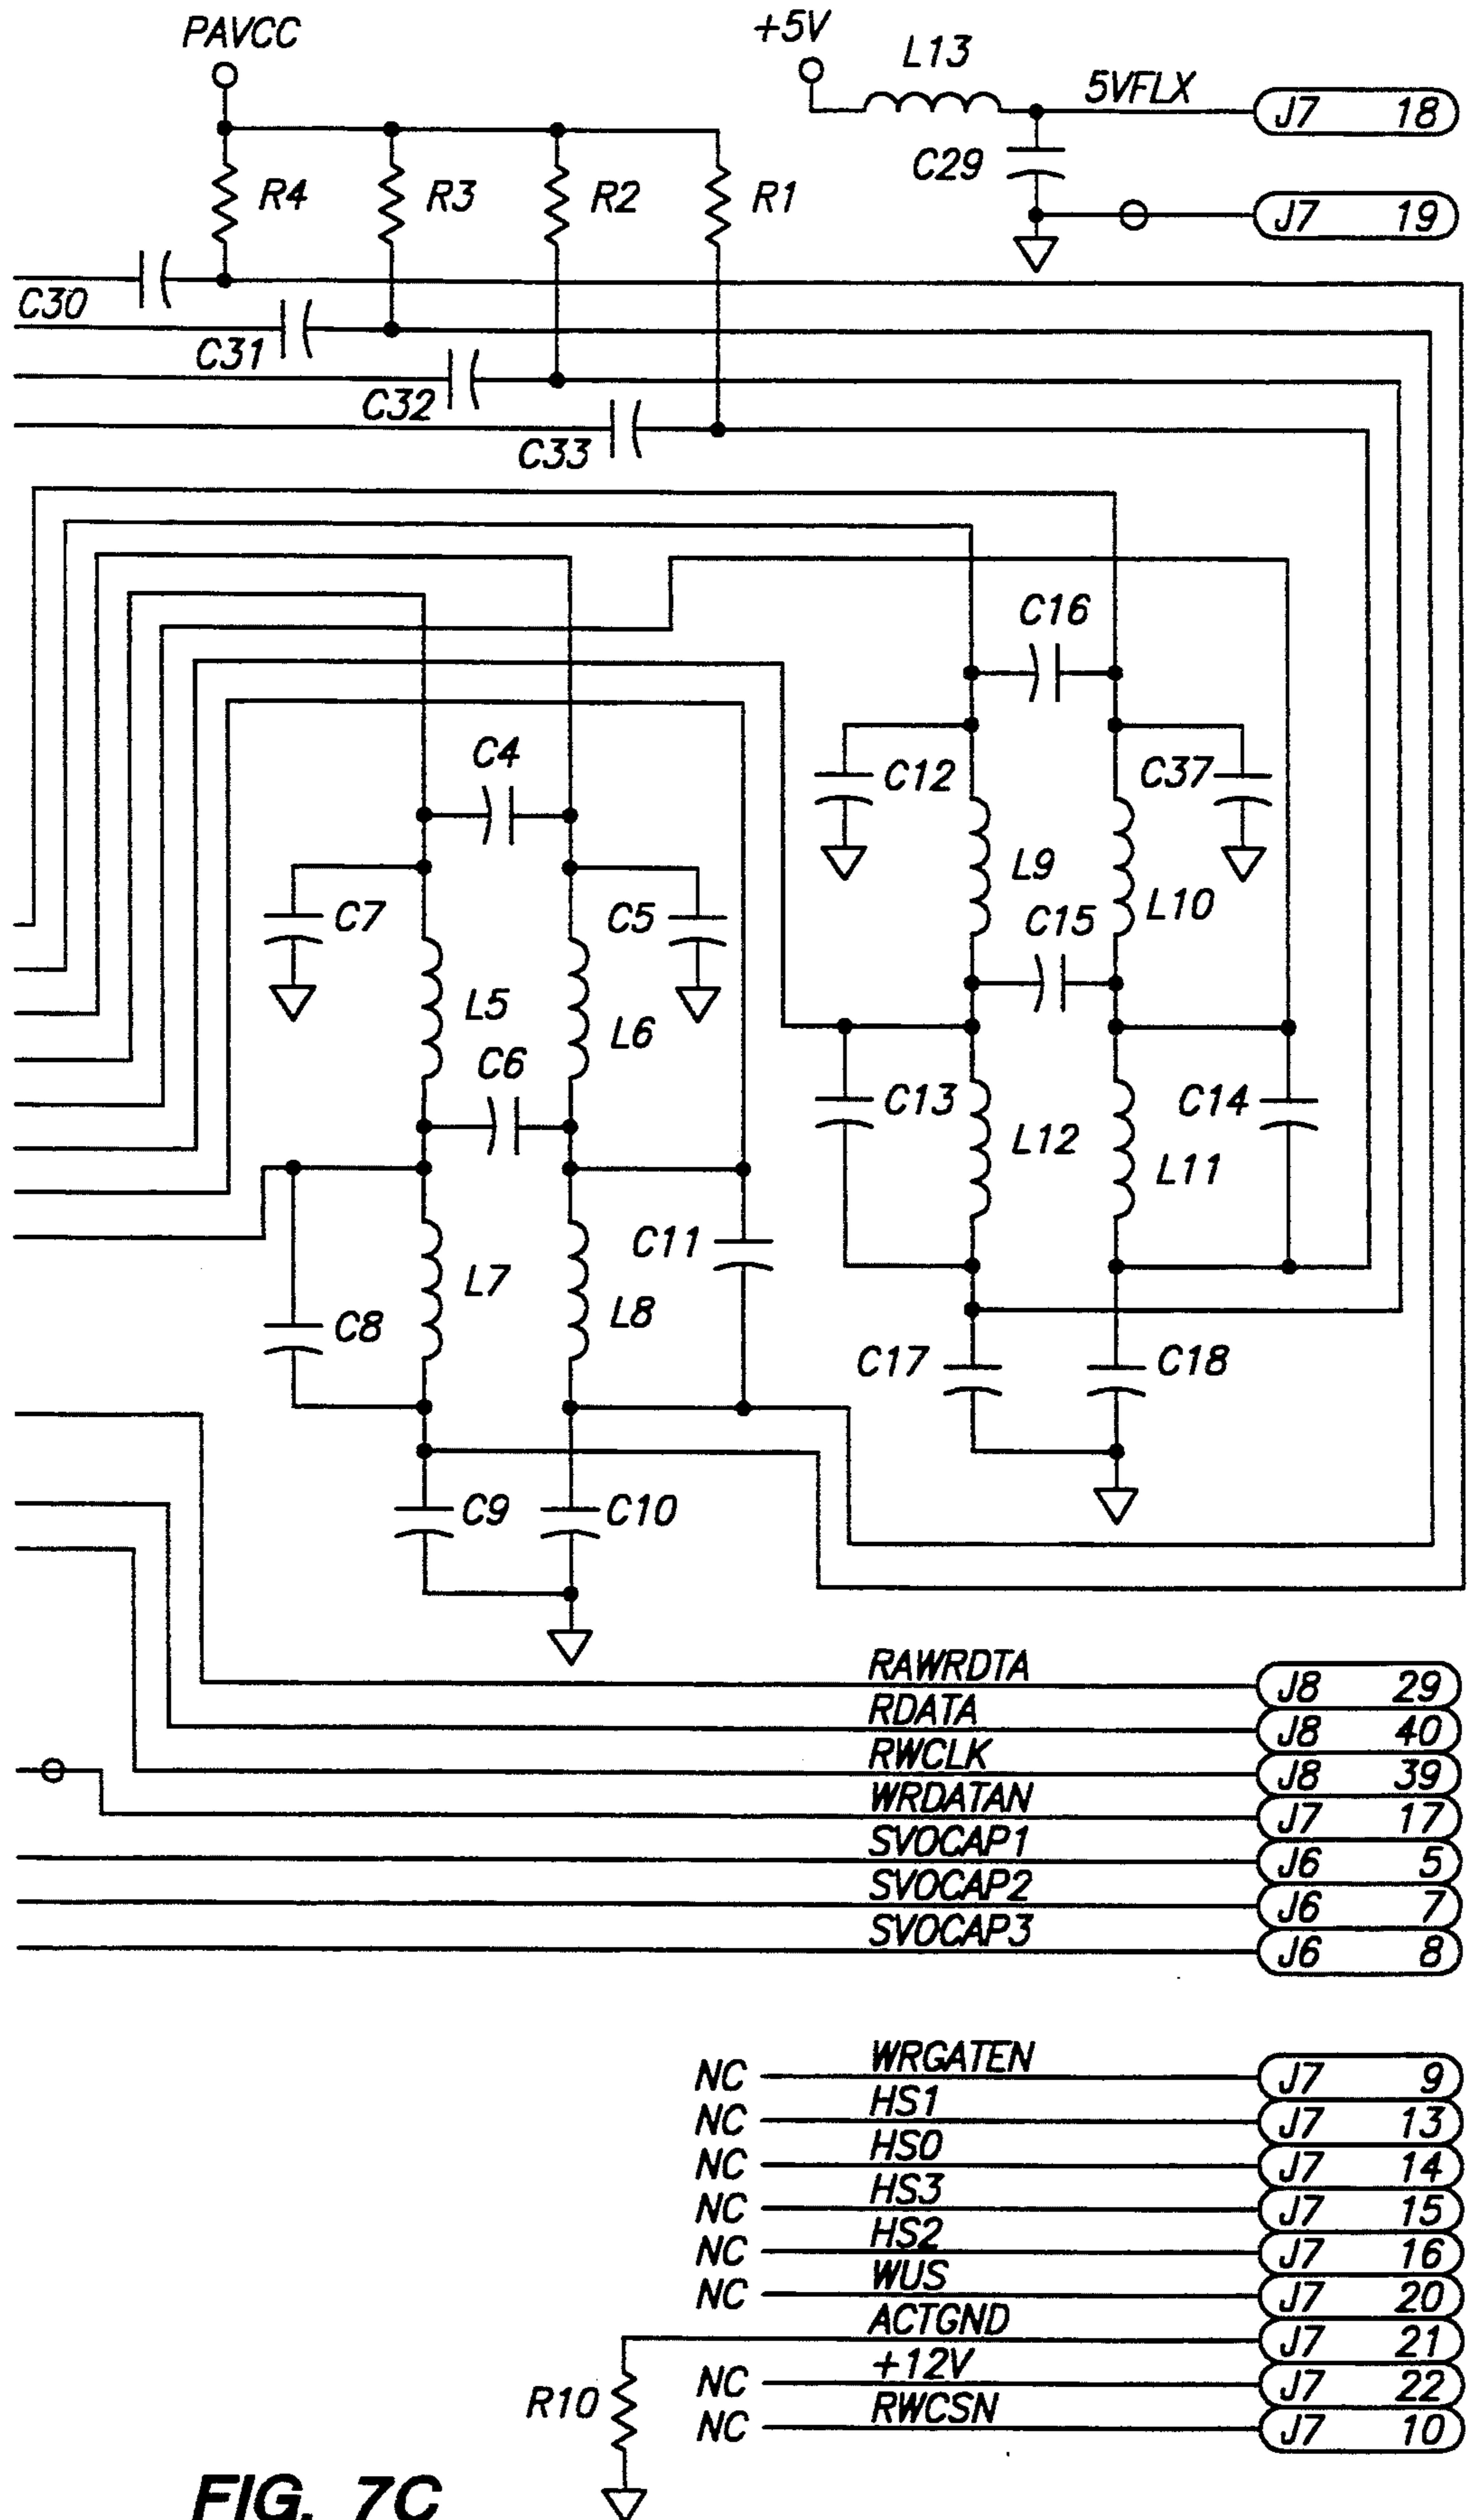 PAVCC
+5V
L13
5VFLX
J7 18
R4
R3
R2
R1
C29
J7 19
C30
C31
C32
C33
C16
C4
C12
C37
C7
C5
L9
L10
C15
L5
L6
C6
C13
C14
L12
L11
C11
L7
L8
C8
C17
C18
C9
C10
RAWRDTA J8 29
RDATA J8 40
RWCLK J8 39
WRDATAN J7 17
SVOCAP1 J6 5
SVOCAP2 J6 7
SVOCAP3 J6 8
NC WRGATEN J7 9
NC HS1 J7 13
NC HS0 J7 14
NC HS3 J7 15
NC HS2 J7 16
NC WUS J7 20
ACTGND J7 21
NC +12V J7 22
R10
NC RWCSN J7 10
FIG. 7C